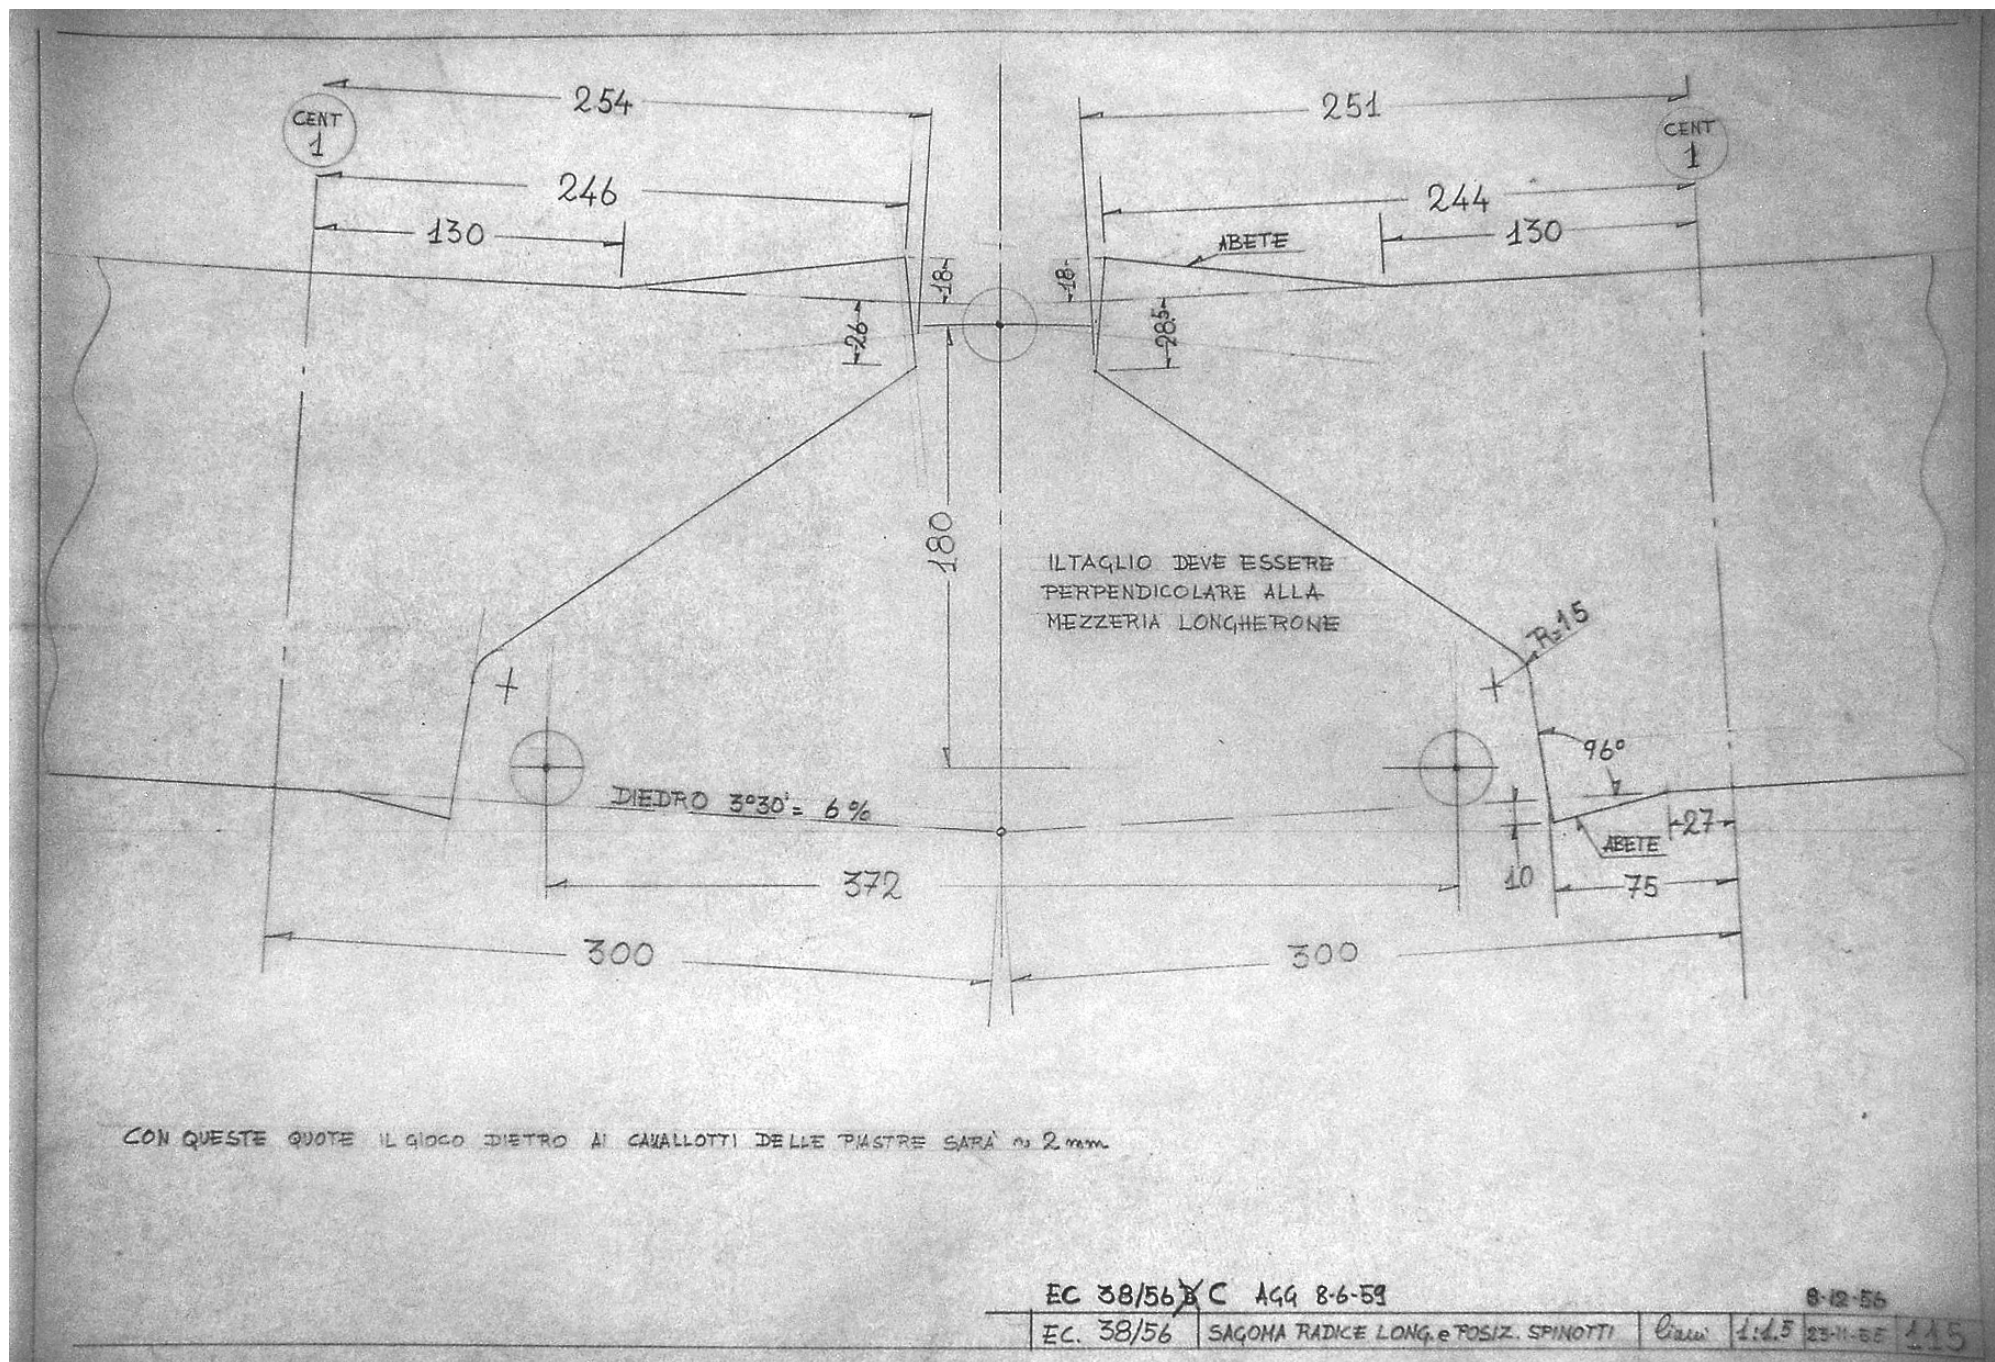 254
251
CENT
1
CENT
1
246
244
130
130
ABETE
18
18
26
28.5
180
IL TAGLIO DEVE ESSERE
PERPENDICOLARE ALLA
MEZZERIA LONGHERONE
R=15
96°
DIEDRO 3°30' = 6%
27
ABETE
10
75
372
300
300
CON QUESTE QUOTE IL GIOCO DIETRO AI CAVALLOTTI DELLE PIASTRE SARÀ ~ 2 mm
EC 38/56 B C AGG 8-6-59
8-12-56
EC. 38/56 SAGOMA RADICE LONG. e POSIZ. SPINOTTI 1:1.5 115